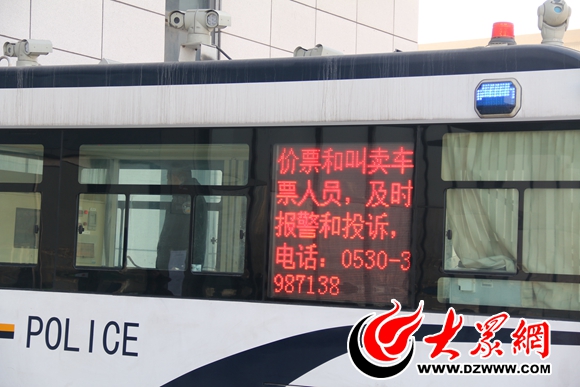 价票和叫卖车
票人员，及时
报警和投诉，
电话：0530-3
987138
POLICE
大眾網
WWW.DZWWW.COM